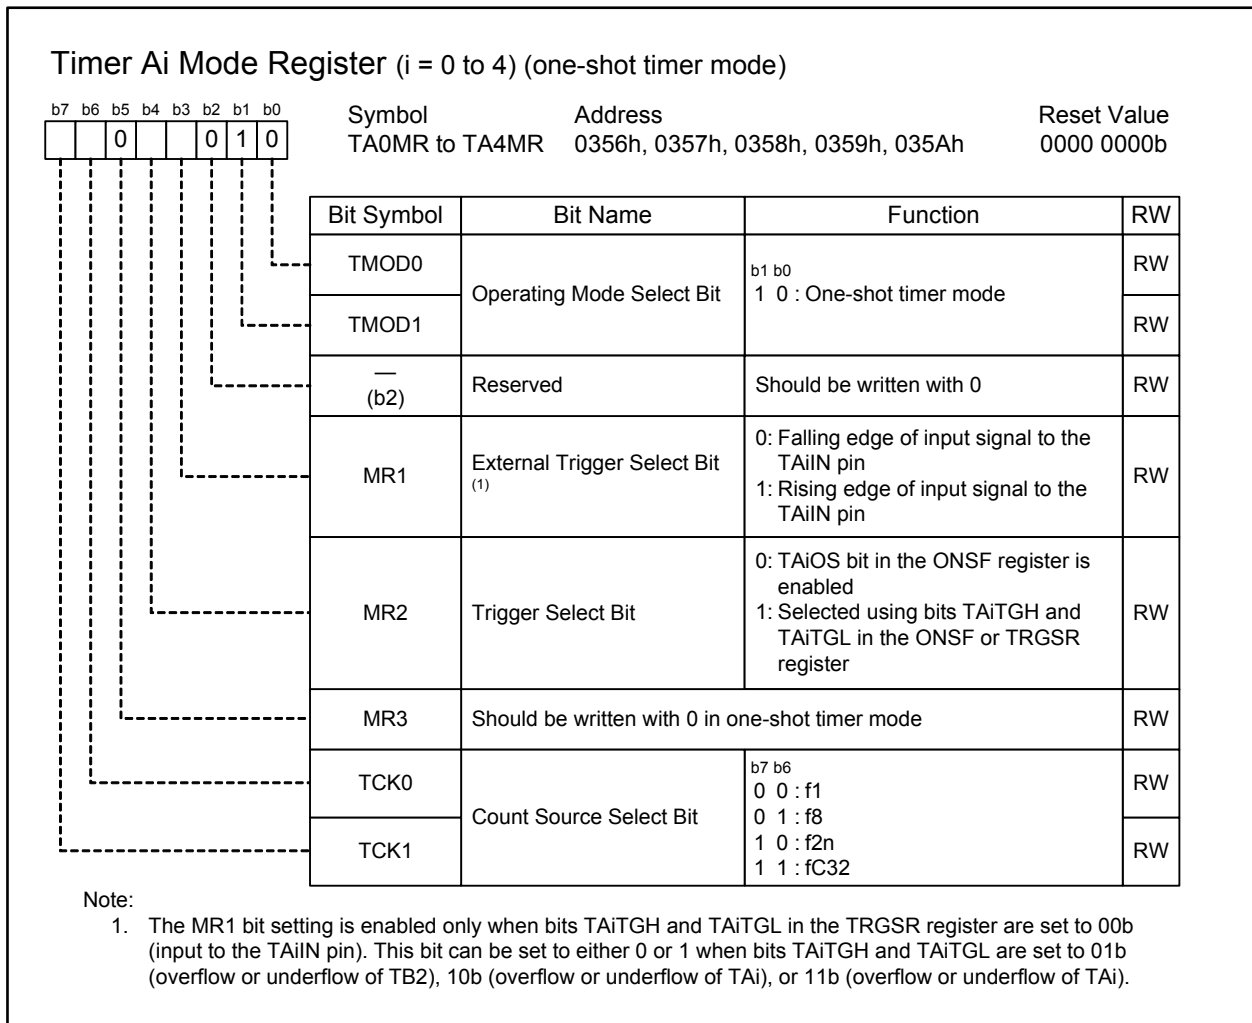 Timer Ai Mode Register (i = 0 to 4) (one-shot timer mode)
b7 b6 b5 b4 b3 b2 b1 b0
0 0 1 0
Symbol Address Reset Value
TA0MR to TA4MR 0356h, 0357h, 0358h, 0359h, 035Ah 0000 0000b
Bit Symbol Bit Name Function RW
TMOD0 RW
Operating Mode Select Bit
b1 b0
1 0 : One-shot timer mode
TMOD1 RW
—
(b2)
Reserved Should be written with 0 RW
MR1
External Trigger Select Bit
(1)
0: Falling edge of input signal to the
TAiIN pin
1: Rising edge of input signal to the
TAiIN pin
RW
MR2 Trigger Select Bit
0: TAiOS bit in the ONSF register is
enabled
1: Selected using bits TAiTGH and
TAiTGL in the ONSF or TRGSR
register
RW
MR3 Should be written with 0 in one-shot timer mode RW
TCK0 RW
Count Source Select Bit
b7 b6
0 0 : f1
0 1 : f8
1 0 : f2n
1 1 : fC32
TCK1 RW
Note:
1. The MR1 bit setting is enabled only when bits TAiTGH and TAiTGL in the TRGSR register are set to 00b
(input to the TAiIN pin). This bit can be set to either 0 or 1 when bits TAiTGH and TAiTGL are set to 01b
(overflow or underflow of TB2), 10b (overflow or underflow of TAi), or 11b (overflow or underflow of TAi).